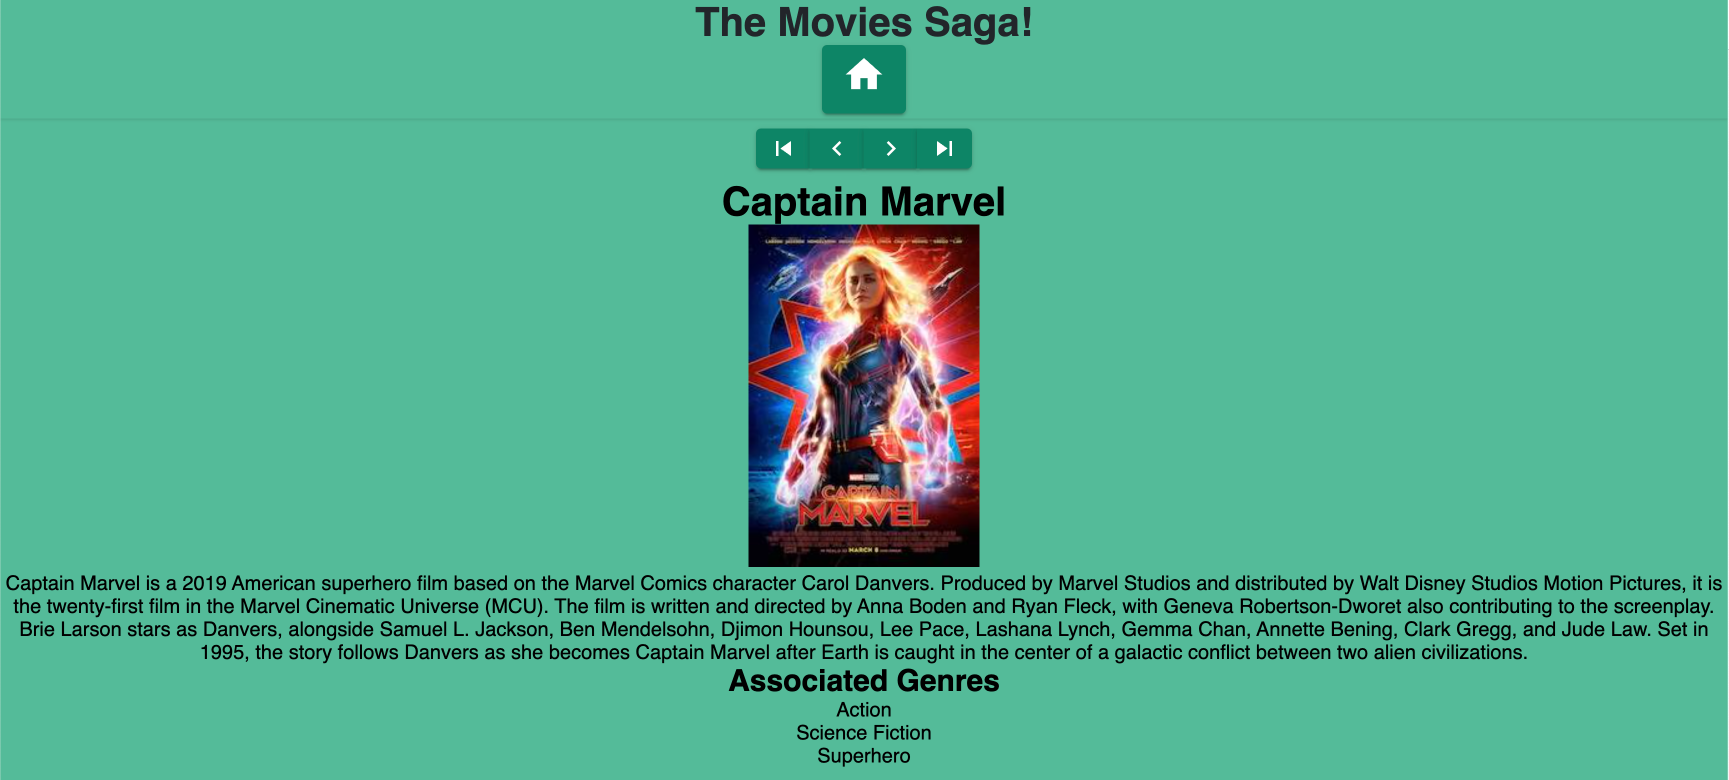 The Movies Saga!
Captain Marvel
MARVEL STUDIOS
CAPTAIN
MARVEL
MARCH 8
Captain Marvel is a 2019 American superhero film based on the Marvel Comics character Carol Danvers. Produced by Marvel Studios and distributed by Walt Disney Studios Motion Pictures, it is
the twenty-first film in the Marvel Cinematic Universe (MCU). The film is written and directed by Anna Boden and Ryan Fleck, with Geneva Robertson-Dworet also contributing to the screenplay.
Brie Larson stars as Danvers, alongside Samuel L. Jackson, Ben Mendelsohn, Djimon Hounsou, Lee Pace, Lashana Lynch, Gemma Chan, Annette Bening, Clark Gregg, and Jude Law. Set in
1995, the story follows Danvers as she becomes Captain Marvel after Earth is caught in the center of a galactic conflict between two alien civilizations.
Associated Genres
Action
Science Fiction
Superhero